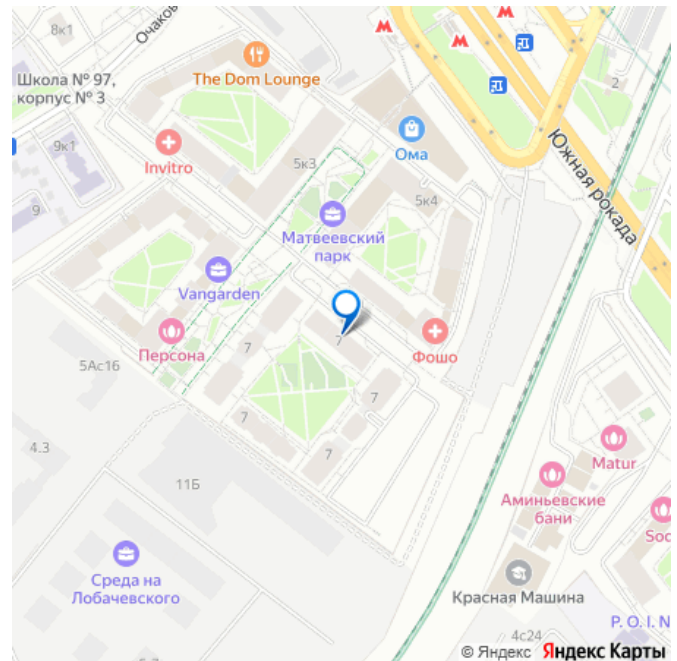 8к1
Очаков
The Dom Lounge
2
Школа № 97,
корпус № 3
Ома
Южная рокада
9к1
Invitro
5к3
5к4
9
Матвеевский
парк
Vangarden
Персона
7
Фошо
5Ас16
7
7
7
4.3
11Б
Matur
Аминьевские
бани
Soc
Среда на
Лобачевского
Красная Машина
P. O. I. N
4с24
© Яндекс Яндекс Карты